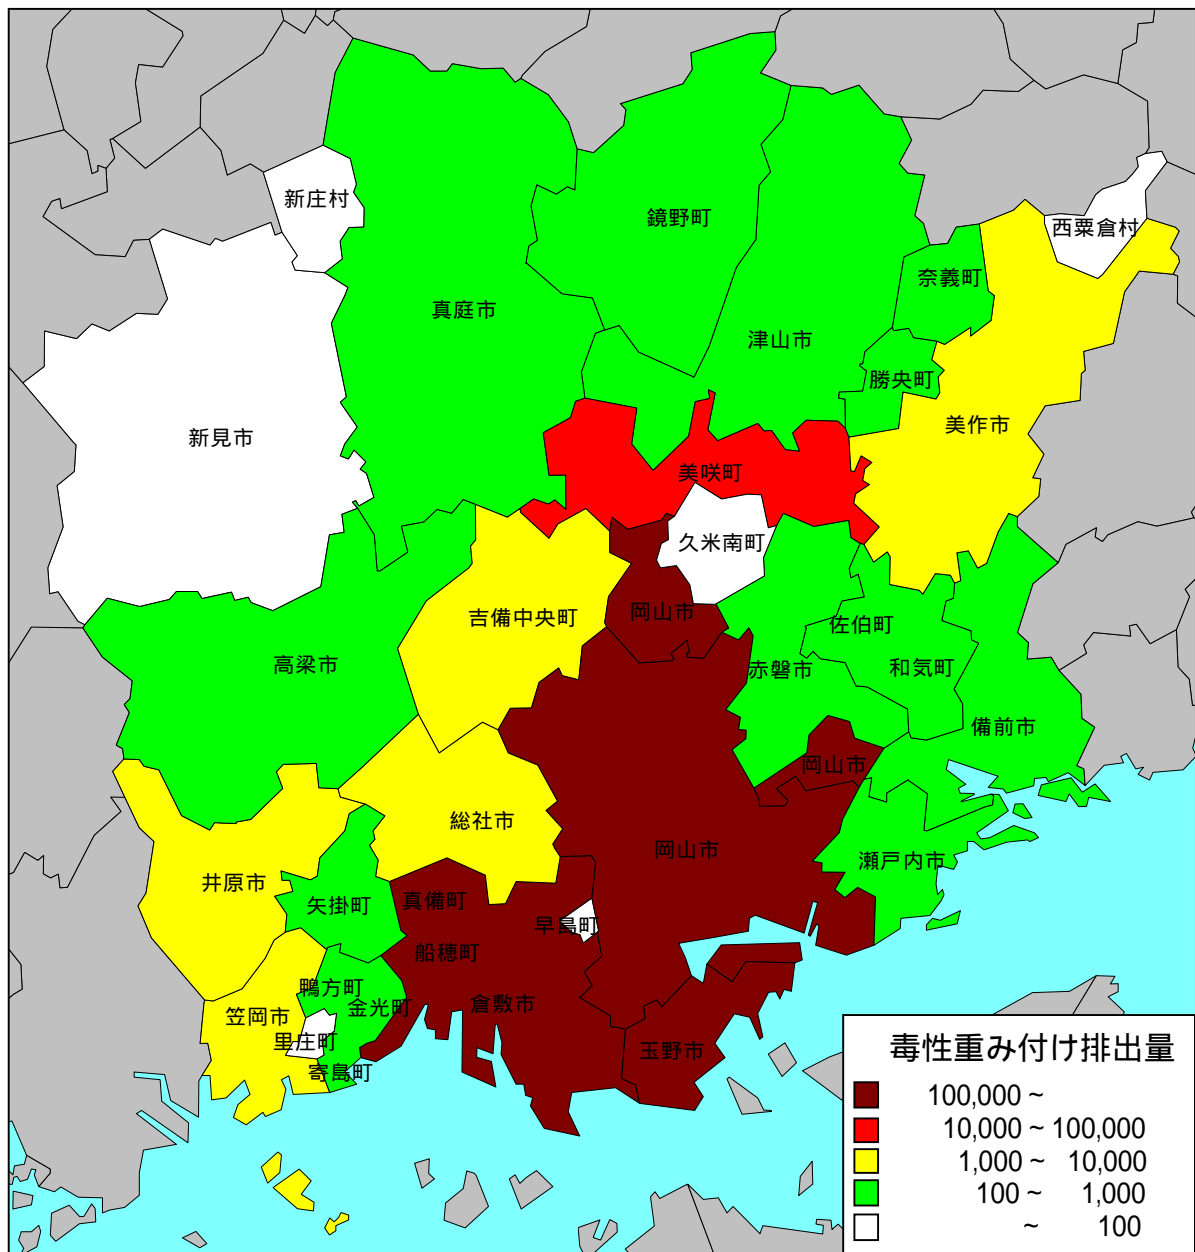 新庄村
鏡野町
西粟倉村
奈義町
真庭市
津山市
勝央町
美作市
新見市
美咲町
久米南町
岡山市
吉備中央町
佐伯町
高梁市
赤磐市
和気町
備前市
岡山市
総社市
岡山市
瀬戸内市
井原市
矢掛町
真備町
早島町
船穂町
鴨方町
金光町
倉敷市
笠岡市
里庄町
玉野市
寄島町
毒性重み付け排出量
100,000 ~
10,000 ~ 100,000
1,000 ~ 10,000
100 ~ 1,000
~ 100